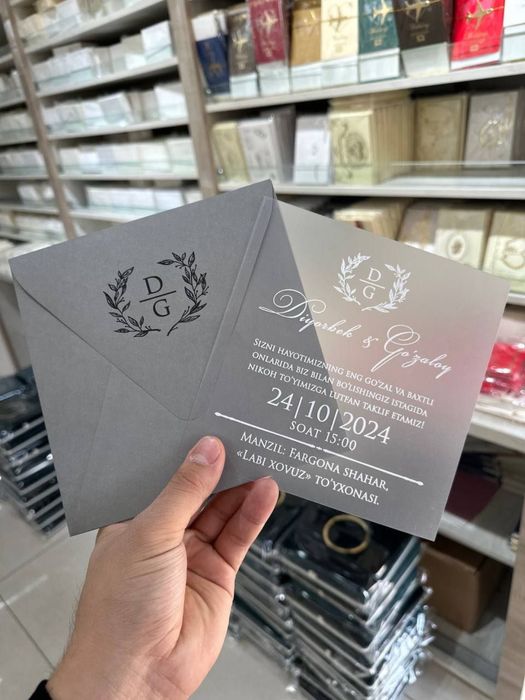 D
G
D
G
Diyorbek & Go'zaloy
SIZNI HAYOTIMIZNING ENG GO'ZAL VA BAXTLI
ONLARIDA BIZ BILAN BO'LISHINGIZ ISTAGIDA
NIKOH TO'YIMIZGA LUTFAN TAKLIF ETAMIZ!
24|10|2024
SOAT 15:00
MANZIL: FARGONA SHAHAR,
«LABI XOVUZ» TO'YXONASI.